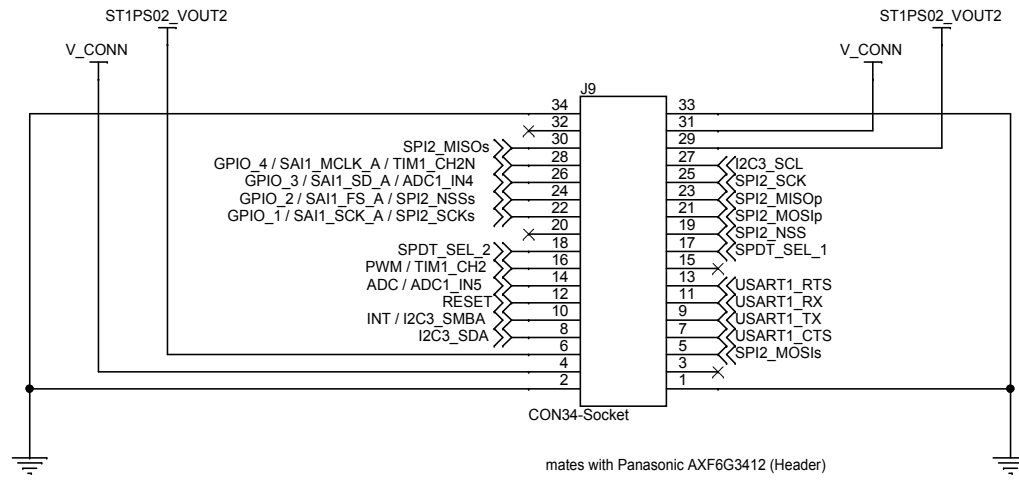 ST1PS02_VOUT2
ST1PS02_VOUT2
V_CONN
V_CONN
J9
34
33
32
31
SPI2_MISOs
30
29
GPIO_4 / SAI1_MCLK_A / TIM1_CH2N
28
27
I2C3_SCL
GPIO_3 / SAI1_SD_A / ADC1_IN4
26
25
SPI2_SCK
GPIO_2 / SAI1_FS_A / SPI2_NSSs
24
23
SPI2_MISOp
GPIO_1 / SAI1_SCK_A / SPI2_SCKs
22
21
SPI2_MOSIp
20
19
SPI2_NSS
SPDT_SEL_2
18
17
SPDT_SEL_1
PWM / TIM1_CH2
16
15
ADC / ADC1_IN5
14
13
USART1_RTS
RESET
12
11
USART1_RX
INT / I2C3_SMBA
10
9
USART1_TX
I2C3_SDA
8
7
USART1_CTS
6
5
SPI2_MOSIs
4
3
2
1
CON34-Socket
mates with Panasonic AXF6G3412 (Header)